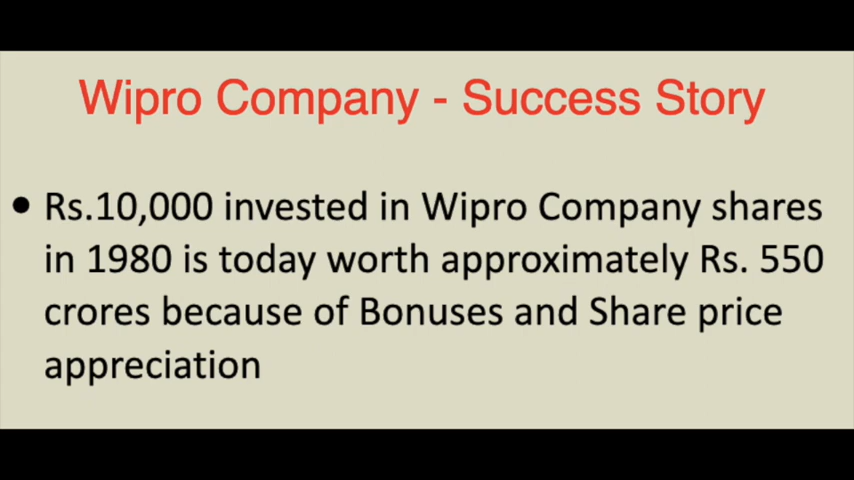 Wipro Company - Success Story
• Rs.10,000 invested in Wipro Company shares
in 1980 is today worth approximately Rs. 550
crores because of Bonuses and Share price
appreciation